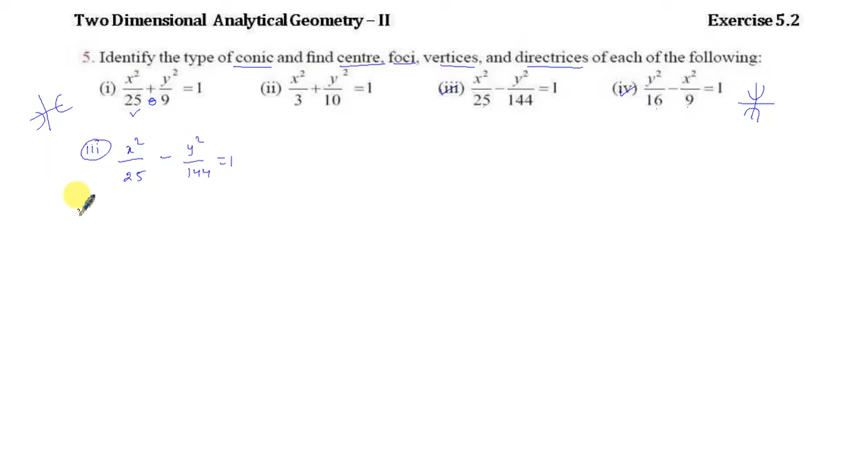 Two Dimensional Analytical Geometry – II Exercise 5.2
5. Identify the type of conic and find centre, foci, vertices, and directrices of each of the following:
(i) x²/25 + y²/9 = 1 (ii) x²/3 + y²/10 = 1 (iii) x²/25 − y²/144 = 1 (iv) y²/16 − x²/9 = 1
iii x²/25 − y²/144 = 1